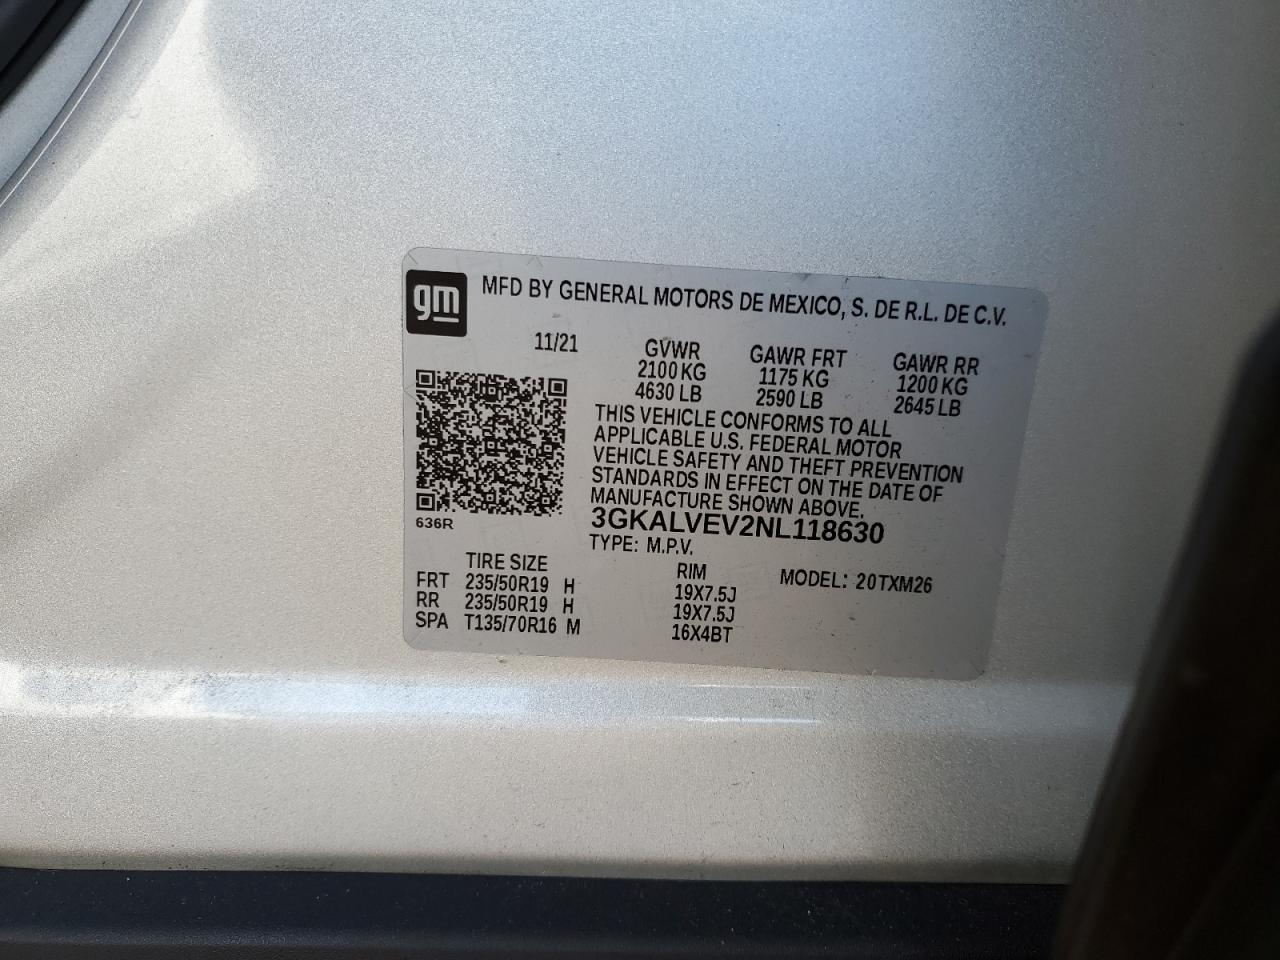 gm
MFD BY GENERAL MOTORS DE MEXICO, S. DE R.L. DE C.V.
11/21 GVWR GAWR FRT GAWR RR
2100 KG 1175 KG 1200 KG
4630 LB 2590 LB 2645 LB
THIS VEHICLE CONFORMS TO ALL
APPLICABLE U.S. FEDERAL MOTOR
VEHICLE SAFETY AND THEFT PREVENTION
STANDARDS IN EFFECT ON THE DATE OF
MANUFACTURE SHOWN ABOVE.
636R 3GKALVEV2NL118630
TYPE: M.P.V.
TIRE SIZE RIM MODEL: 20TXM26
FRT 235/50R19 H 19X7.5J
RR 235/50R19 H 19X7.5J
SPA T135/70R16 M 16X4BT